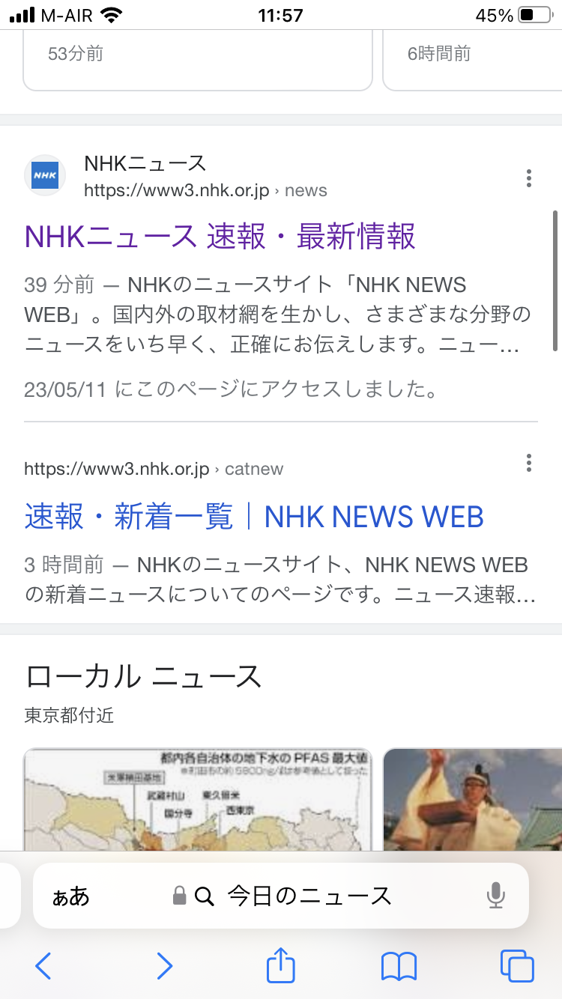 M-AIR 11:57 45%
53分前 6時間前
NHK
NHKニュース
https://www3.nhk.or.jp › news
NHKニュース 速報・最新情報
39 分前 — NHKのニュースサイト「NHK NEWS
WEB」。国内外の取材網を生かし、さまざまな分野の
ニュースをいち早く、正確にお伝えします。ニュー…
23/05/11 にこのページにアクセスしました。
https://www3.nhk.or.jp › catnew
速報・新着一覧｜NHK NEWS WEB
3 時間前 — NHKのニュースサイト、NHK NEWS WEB
の新着ニュースについてのページです。ニュース速報…
ローカル ニュース
東京都付近
都内各自治体の地下水の PFAS 最大値
米軍横田基地
武蔵村山 東久留米
国分寺 西東京
ぁあ 今日のニュース